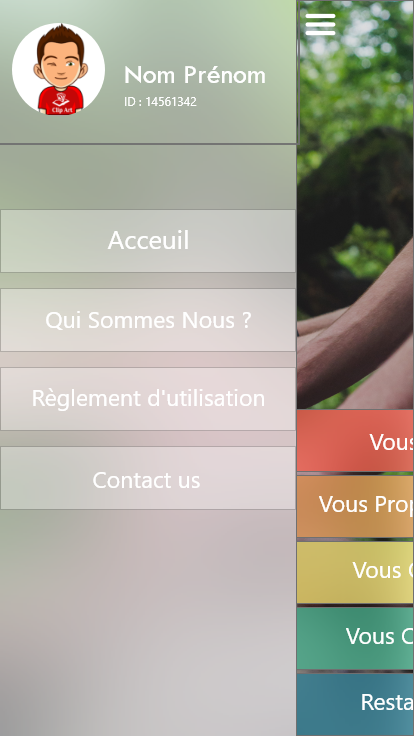 Nom Prénom
ID : 14561342
Clip Art
Acceuil
Qui Sommes Nous ?
Règlement d'utilisation
Contact us
Vous
Vous Prop
Vous
Vous
Resta